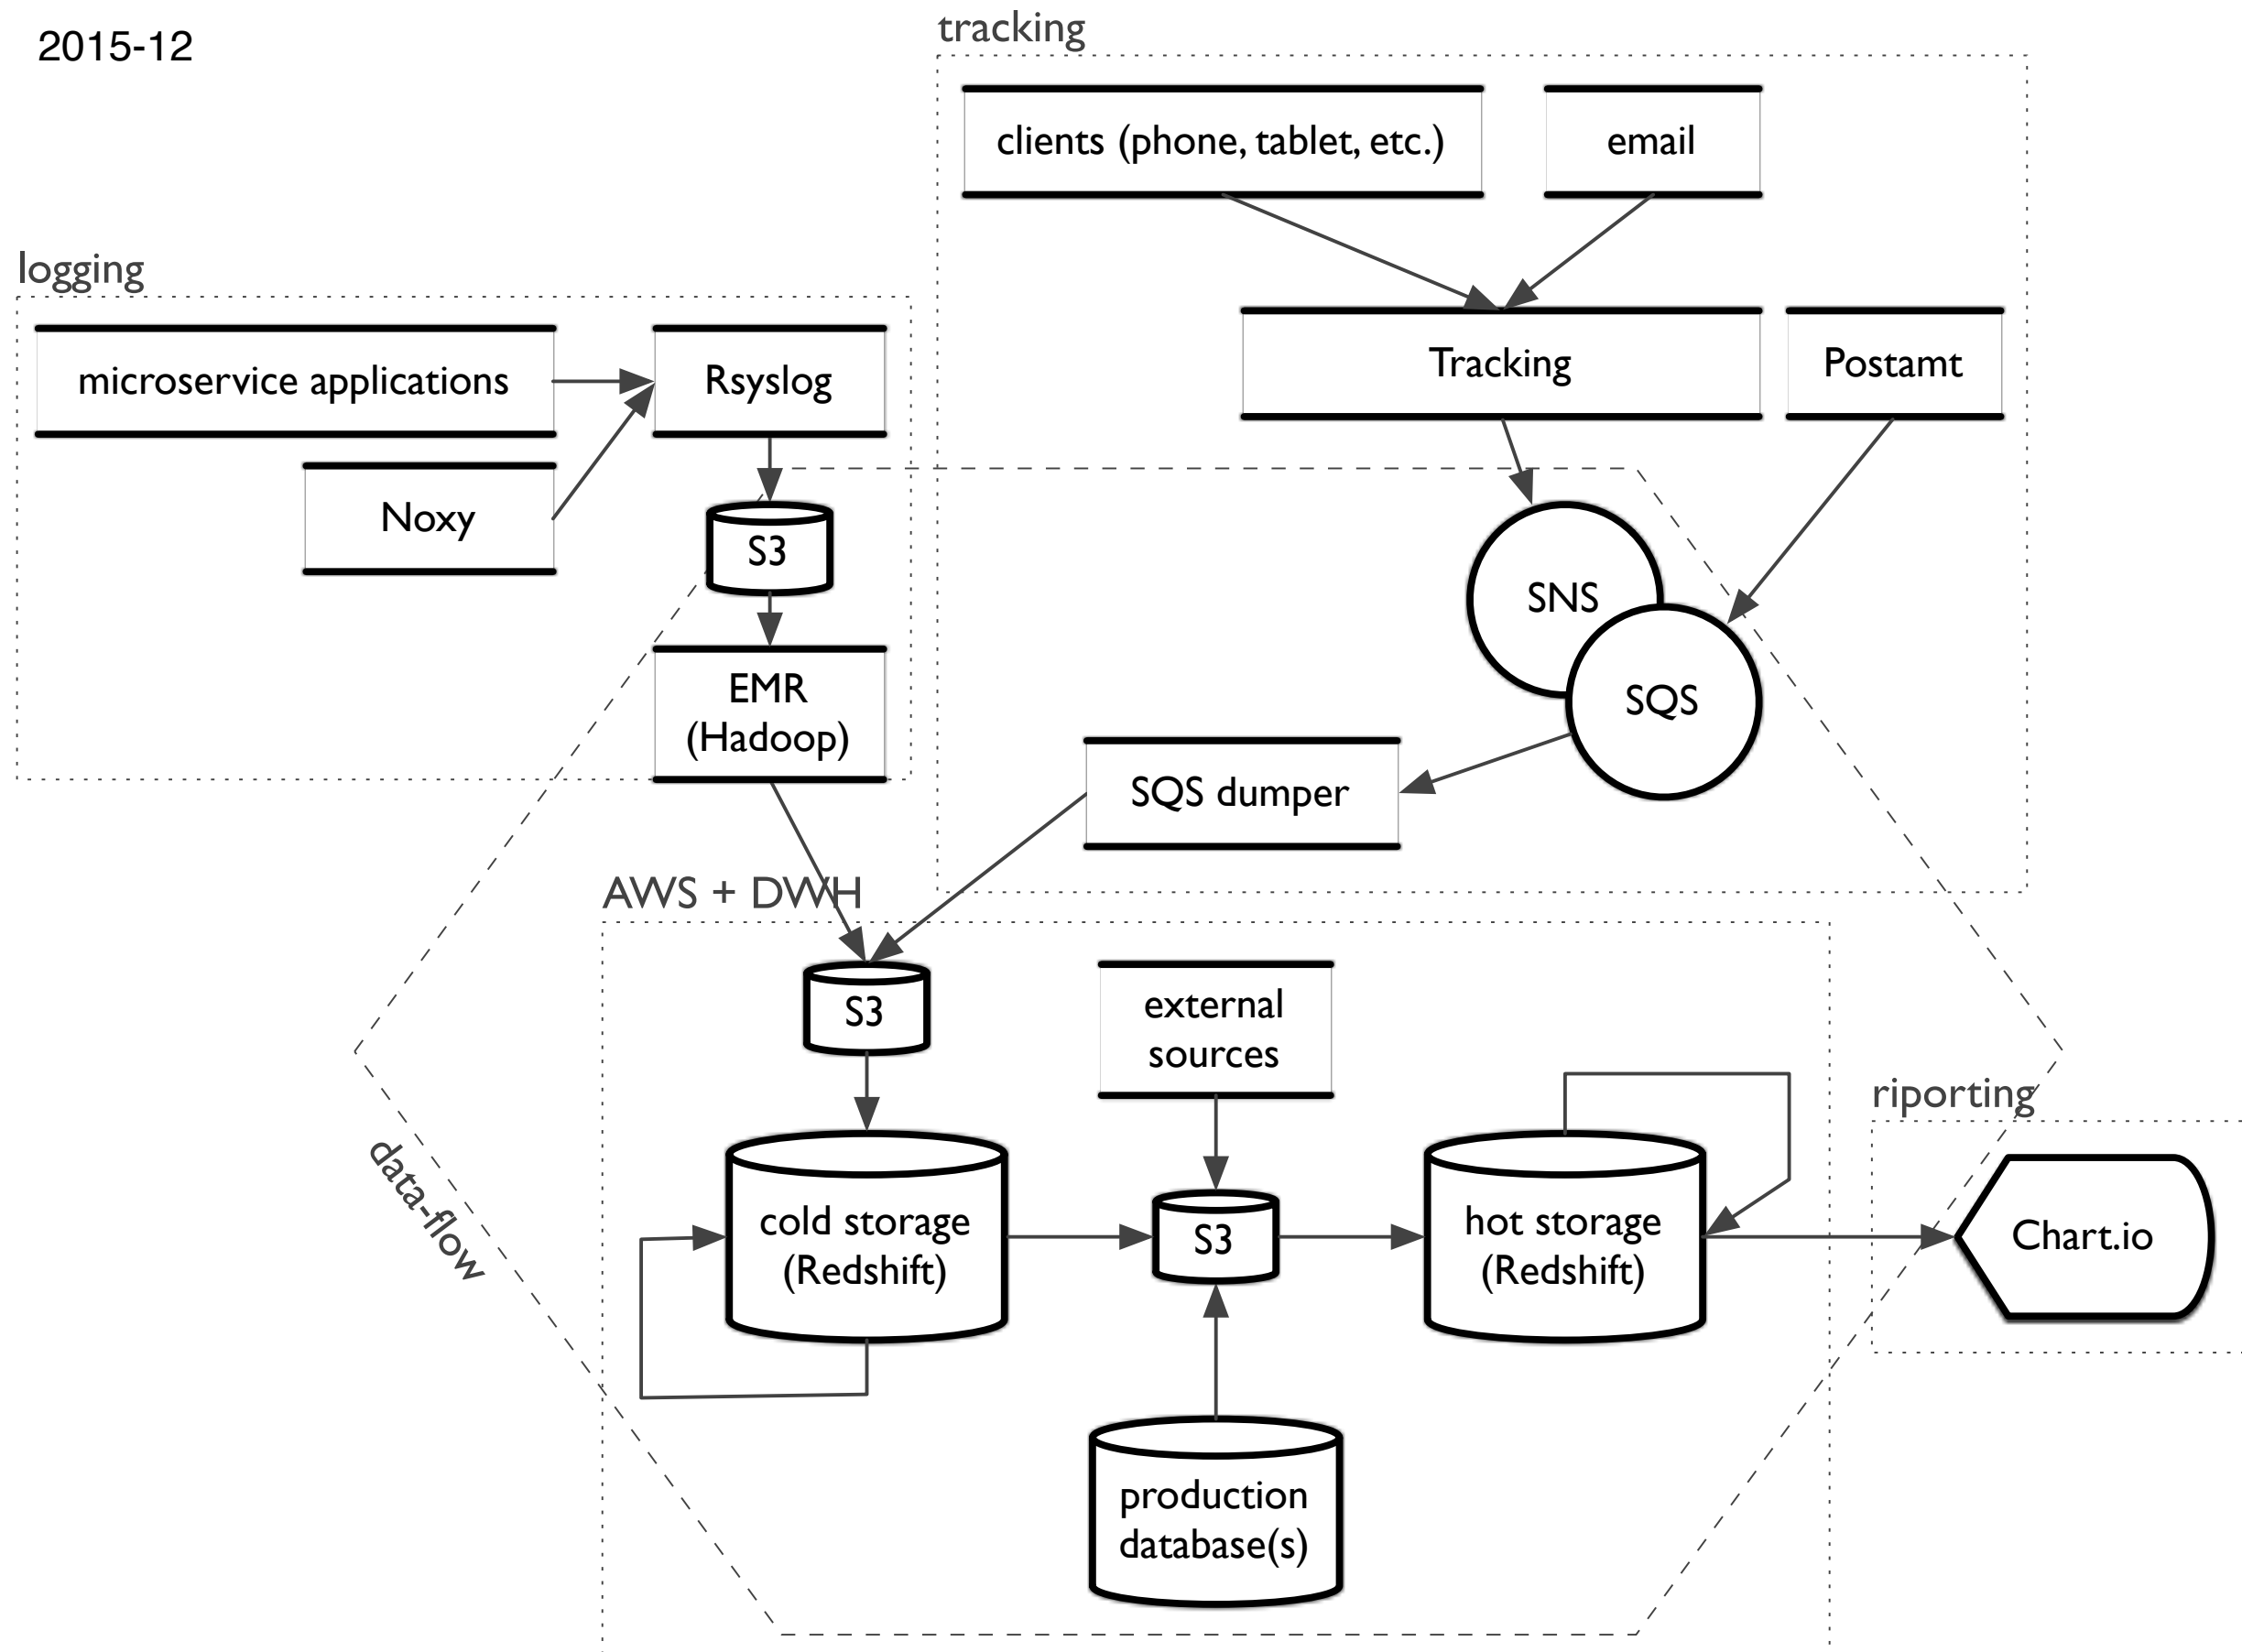 2015-12
tracking
clients (phone, tablet, etc.)
email
logging
microservice applications
Rsyslog
Tracking
Postamt
Noxy
S3
SNS
EMR
(Hadoop)
SQS
SQS dumper
AWS + DWH
S3
external
sources
riporting
data-flow
cold storage
(Redshift)
S3
hot storage
(Redshift)
Chart.io
production
database(s)